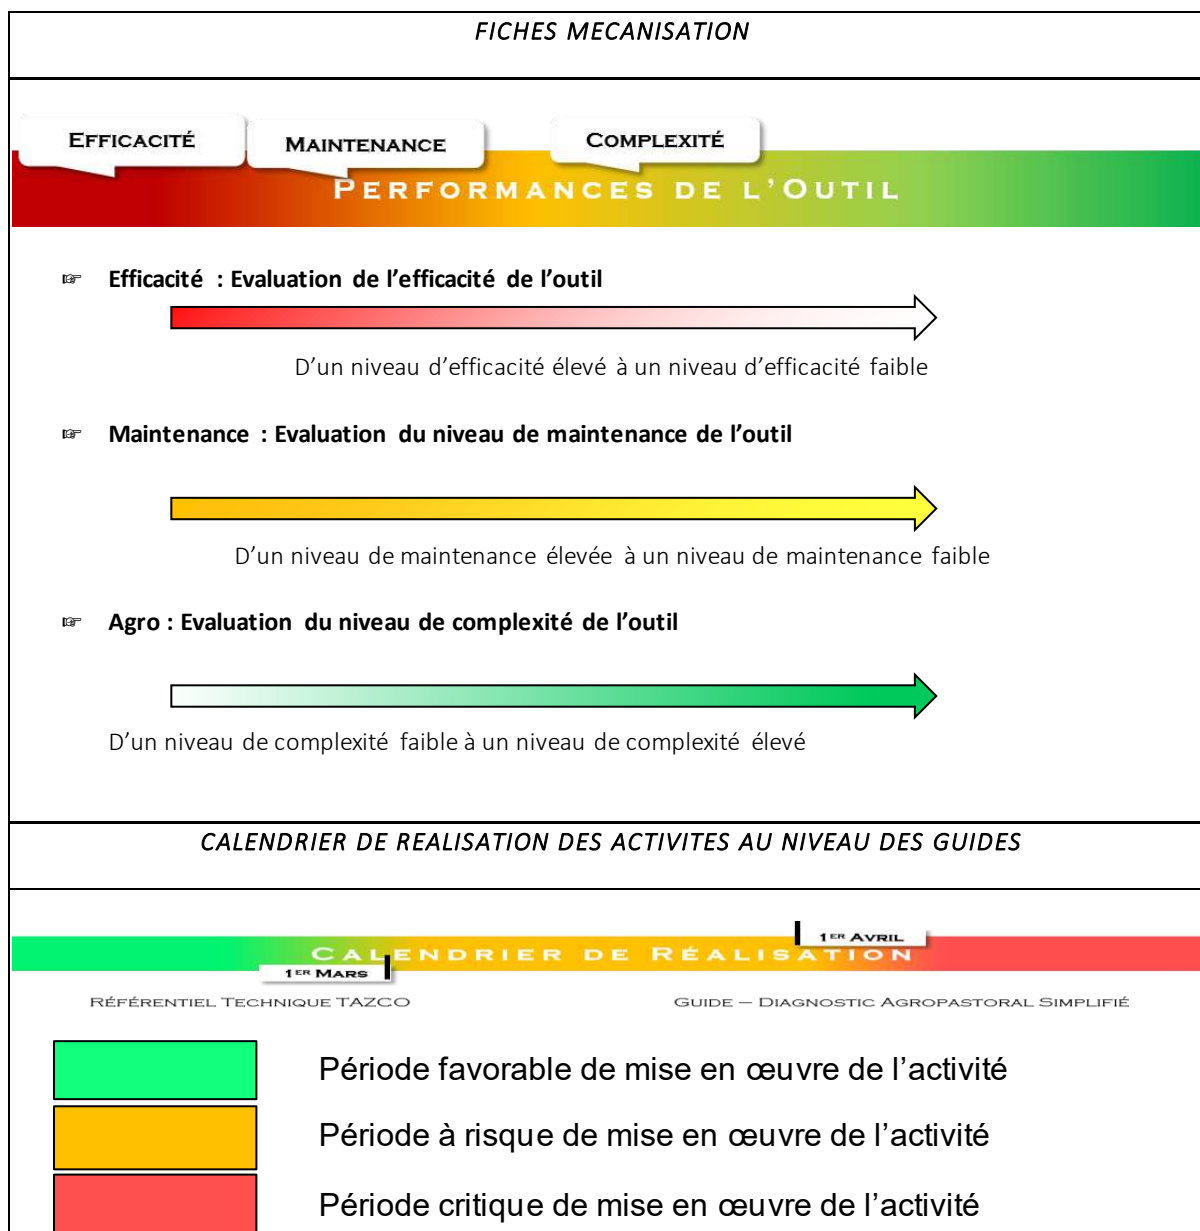 FICHES MECANISATION
EFFICACITÉ
MAINTENANCE
COMPLEXITÉ
PERFORMANCES DE L'OUTIL
☞ Efficacité : Evaluation de l'efficacité de l'outil
D'un niveau d'efficacité élevé à un niveau d'efficacité faible
☞ Maintenance : Evaluation du niveau de maintenance de l'outil
D'un niveau de maintenance élevée à un niveau de maintenance faible
☞ Agro : Evaluation du niveau de complexité de l'outil
D'un niveau de complexité faible à un niveau de complexité élevé
CALENDRIER DE REALISATION DES ACTIVITES AU NIVEAU DES GUIDES
1ER AVRIL
CALENDRIER DE RÉALISATION
1ER MARS
RÉFÉRENTIEL TECHNIQUE TAZCO
GUIDE – DIAGNOSTIC AGROPASTORAL SIMPLIFIÉ
Période favorable de mise en œuvre de l'activité
Période à risque de mise en œuvre de l'activité
Période critique de mise en œuvre de l'activité